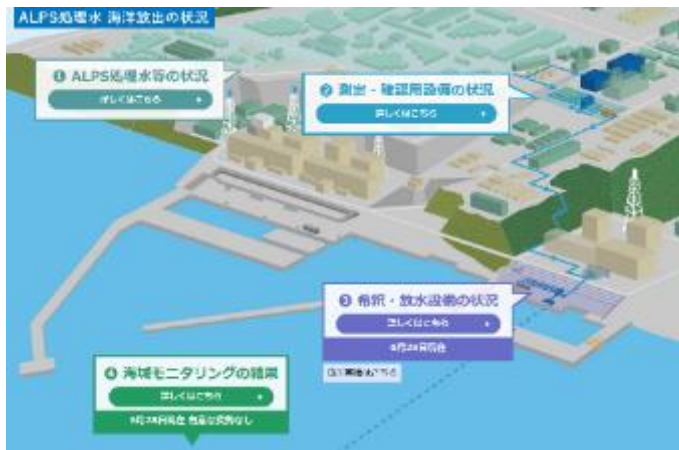 ALPS処理水 海洋放出の状況
❶ ALPS処理水等の状況
詳しくはこちら
❷ 測定・確認用設備の状況
詳しくはこちら
❸ 希釈・放水設備の状況
詳しくはこちら
❹ 海域モニタリングの結果
詳しくはこちら